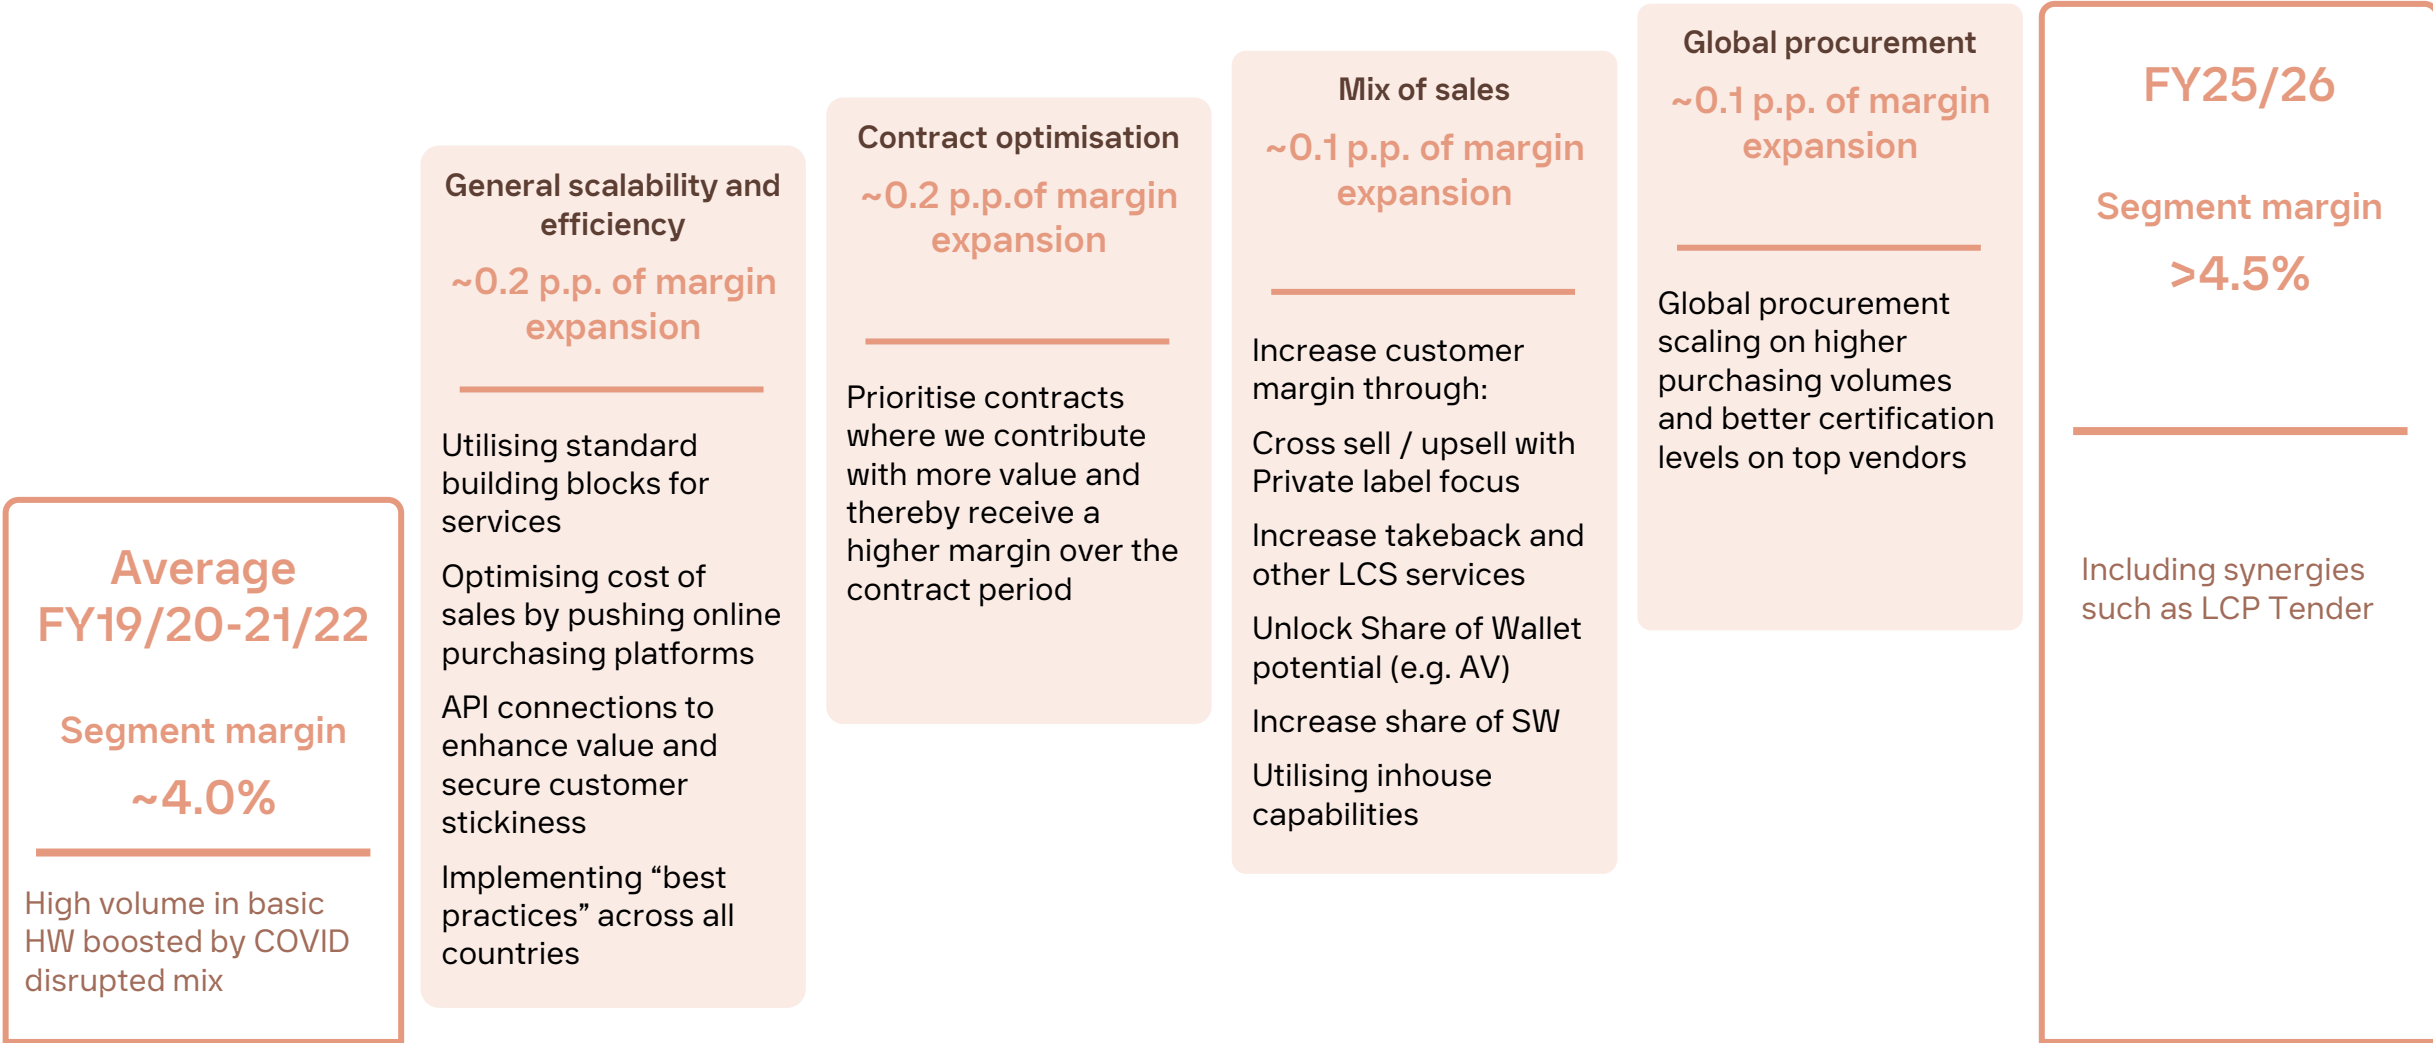 Average
FY19/20-21/22
Segment margin
~4.0%
High volume in basic
HW boosted by COVID
disrupted mix
General scalability and
efficiency
~0.2 p.p. of margin
expansion
Utilising standard
building blocks for
services
Optimising cost of
sales by pushing online
purchasing platforms
API connections to
enhance value and
secure customer
stickiness
Implementing “best
practices” across all
countries
Contract optimisation
~0.2 p.p.of margin
expansion
Prioritise contracts
where we contribute
with more value and
thereby receive a
higher margin over the
contract period
Mix of sales
~0.1 p.p. of margin
expansion
Increase customer
margin through:
Cross sell / upsell with
Private label focus
Increase takeback and
other LCS services
Unlock Share of Wallet
potential (e.g. AV)
Increase share of SW
Utilising inhouse
capabilities
Global procurement
~0.1 p.p. of margin
expansion
Global procurement
scaling on higher
purchasing volumes
and better certification
levels on top vendors
FY25/26
Segment margin
>4.5%
Including synergies
such as LCP Tender